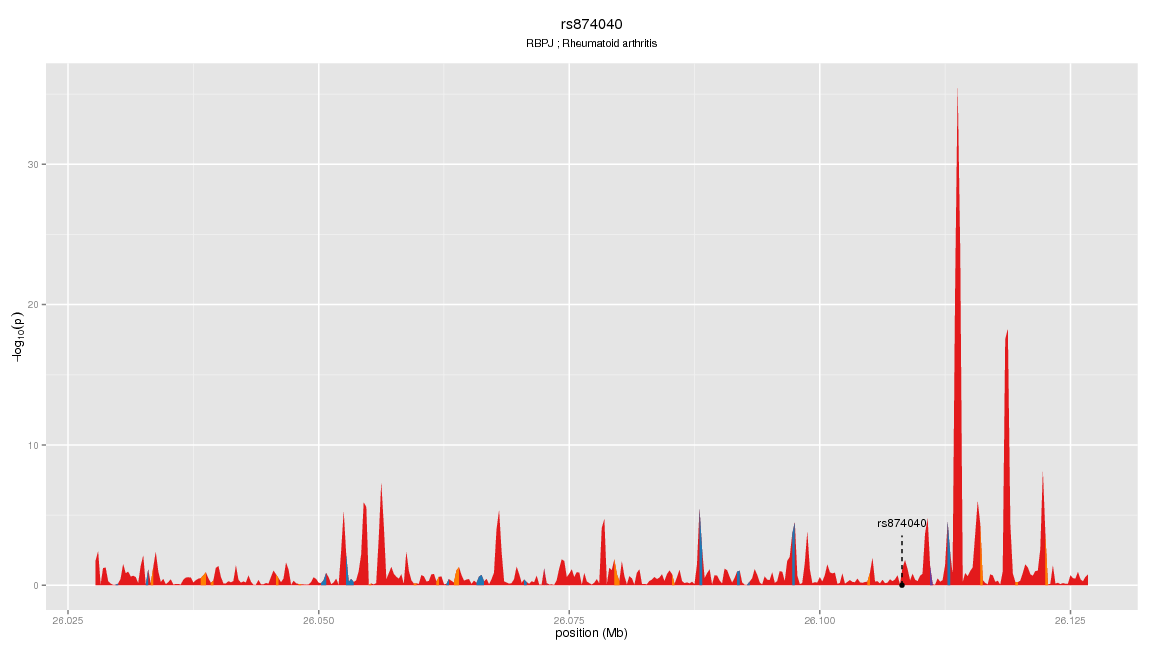 rs874040
RBPJ ; Rheumatoid arthritis
30
20
10
0
−log10(p)
rs874040
26.025
26.050
26.075
26.100
26.125
position (Mb)